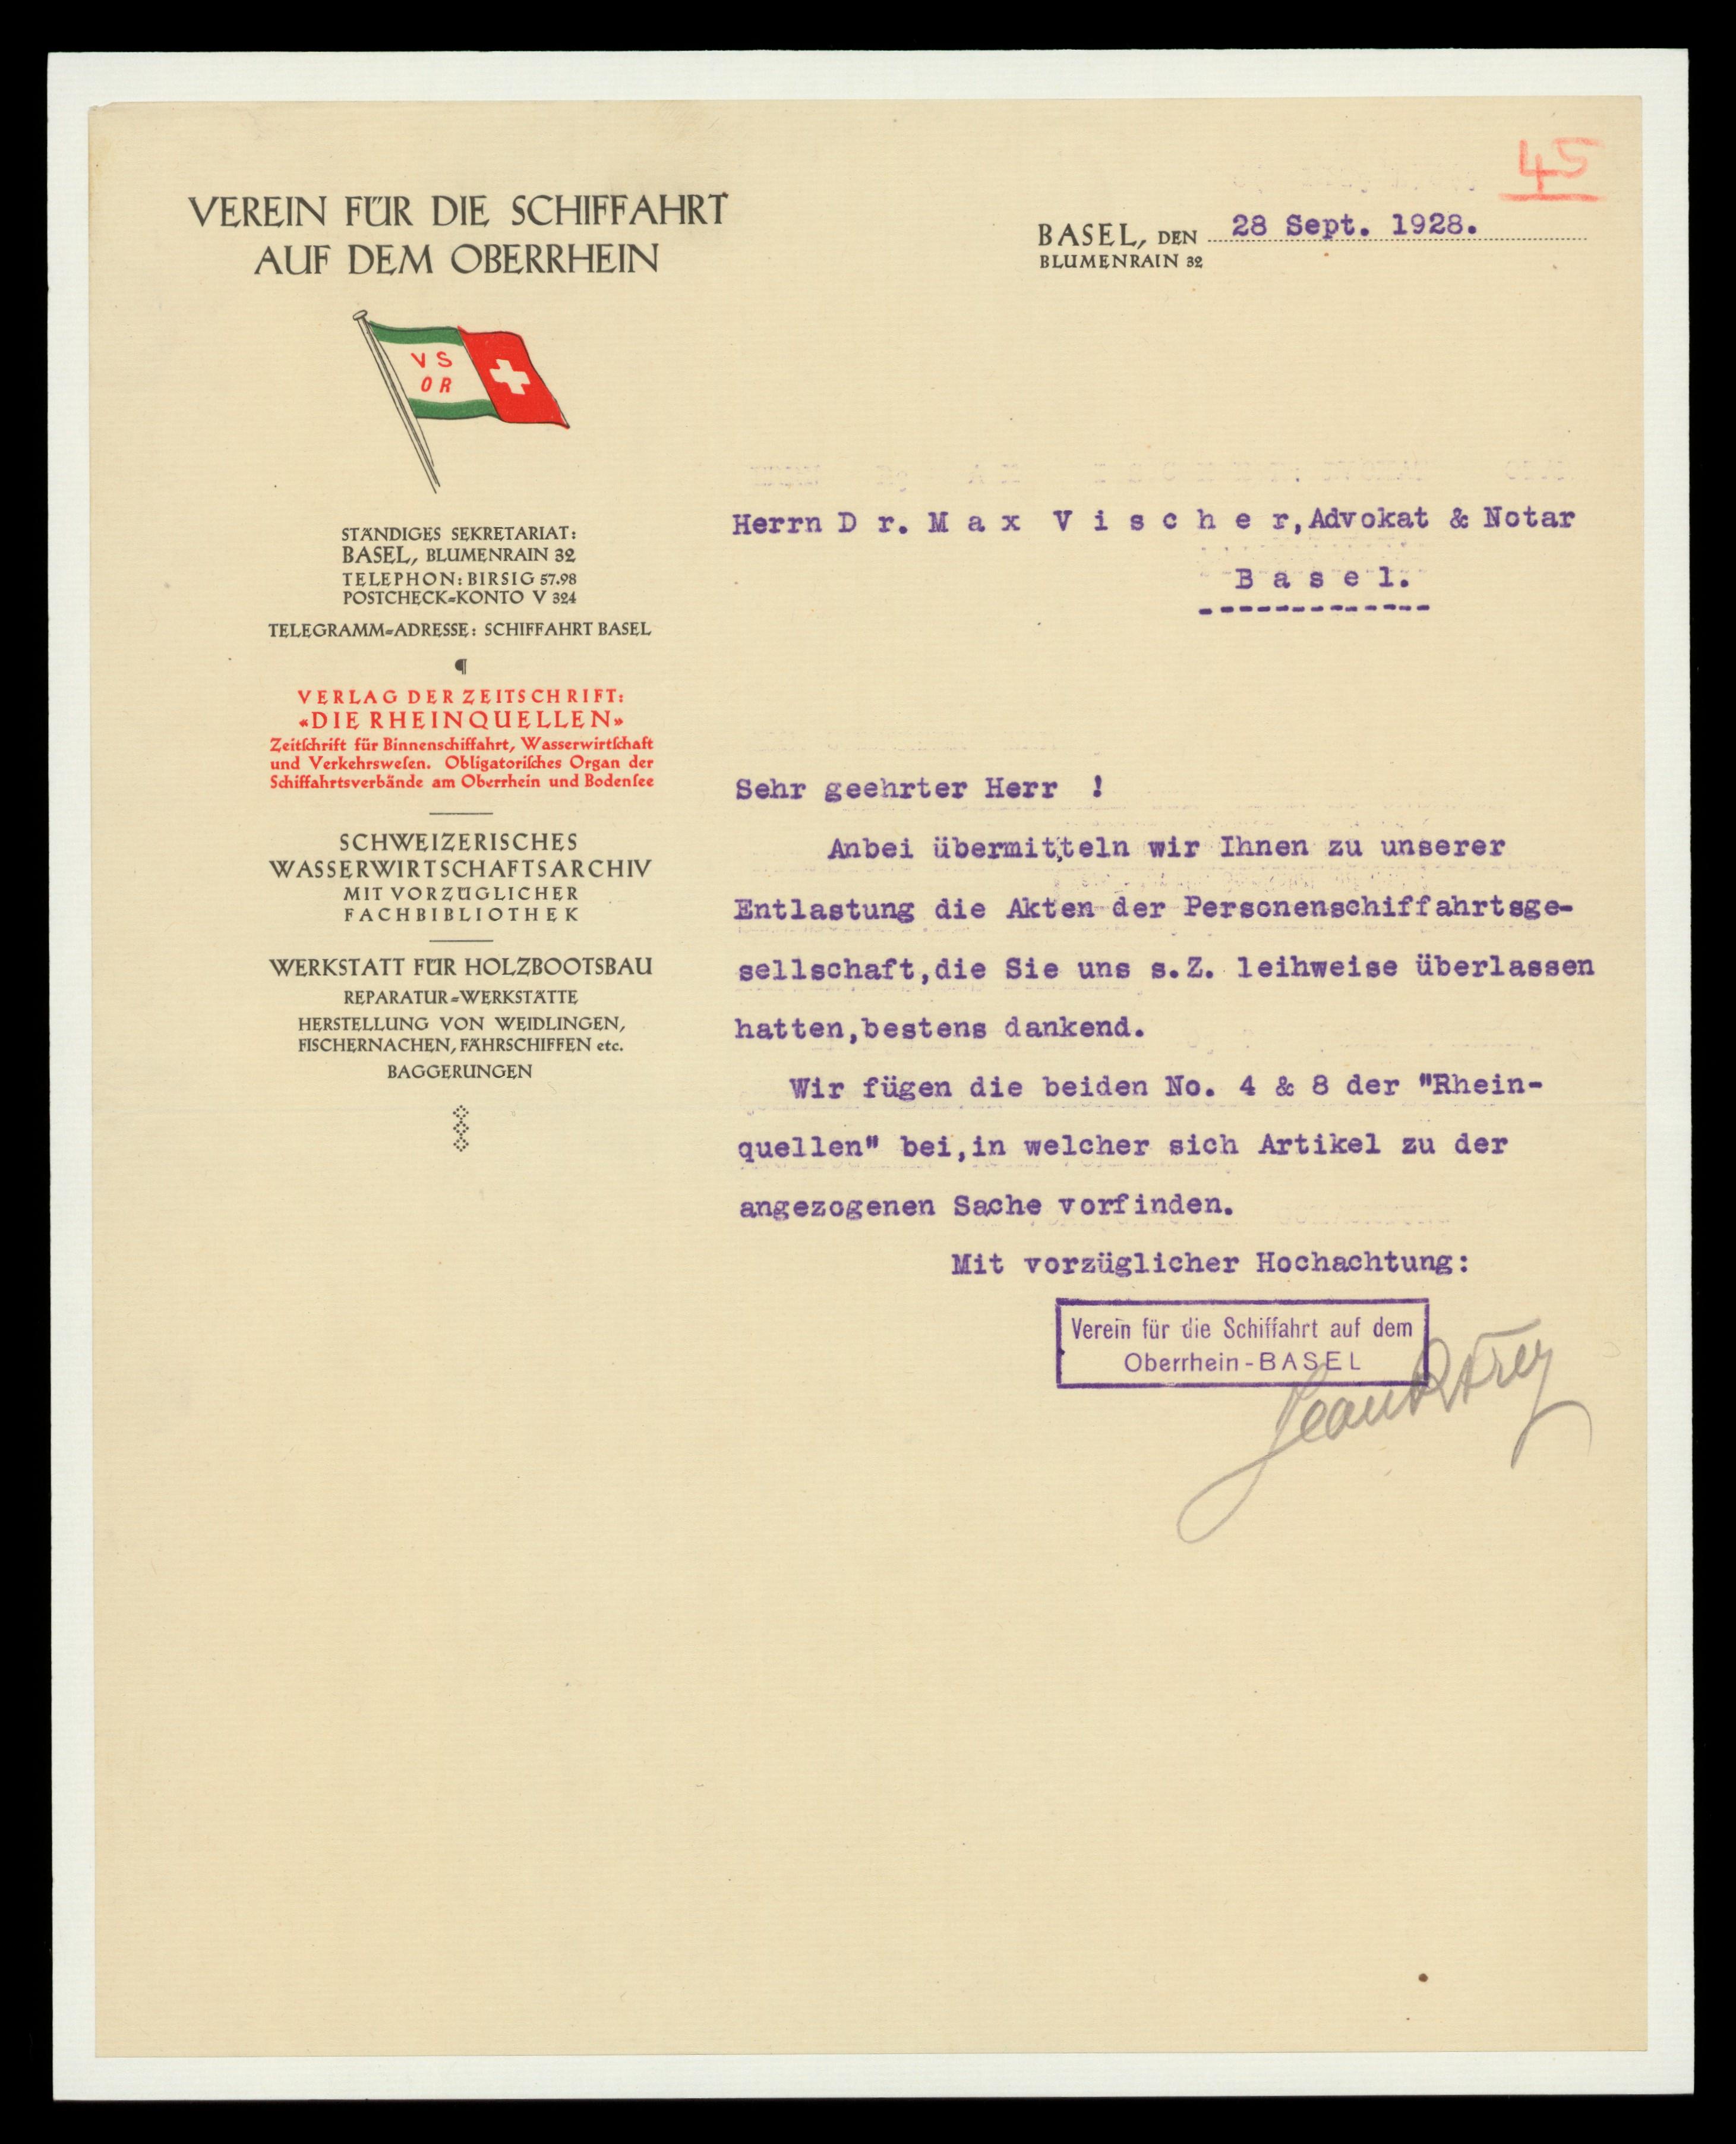 45
VEREIN FÜR DIE SCHIFFAHRT
AUF DEM OBERRHEIN
BASEL, DEN 28 Sept. 1928.
BLUMENRAIN 32
V S
O R
STÄNDIGES SEKRETARIAT:
BASEL, BLUMENRAIN 32
TELEPHON: BIRSIG 57.98
POSTCHECK=KONTO V 324
TELEGRAMM=ADRESSE: SCHIFFAHRT BASEL
¶
VERLAG DER ZEITSCHRIFT:
«DIE RHEINQUELLEN»
Zeitſchrift für Binnenschiffahrt, Wasserwirtſchaft
und Verkehrsweſen. Obligatoriſches Organ der
Schiffahrtsverbände am Oberrhein und Bodenſee
SCHWEIZERISCHES
WASSERWIRTSCHAFTSARCHIV
MIT VORZÜGLICHER
FACHBIBLIOTHEK
WERKSTATT FÜR HOLZBOOTSBAU
REPARATUR=WERKSTÄTTE
HERSTELLUNG VON WEIDLINGEN,
FISCHERNACHEN, FÄHRSCHIFFEN etc.
BAGGERUNGEN
Herrn D r. M a x V i s c h e r, Advokat & Notar
B a s e l.
Sehr geehrter Herr !
Anbei übermitteln wir Ihnen zu unserer
Entlastung die Akten der Personenschiffahrtsge-
sellschaft,die Sie uns s.Z. leihweise überlassen
hatten,bestens dankend.
Wir fügen die beiden No. 4 & 8 der "Rhein-
quellen" bei,in welcher sich Artikel zu der
angezogenen Sache vorfinden.
Mit vorzüglicher Hochachtung:
Verein für die Schiffahrt auf dem
Oberrhein-BASEL
Jean R Frey